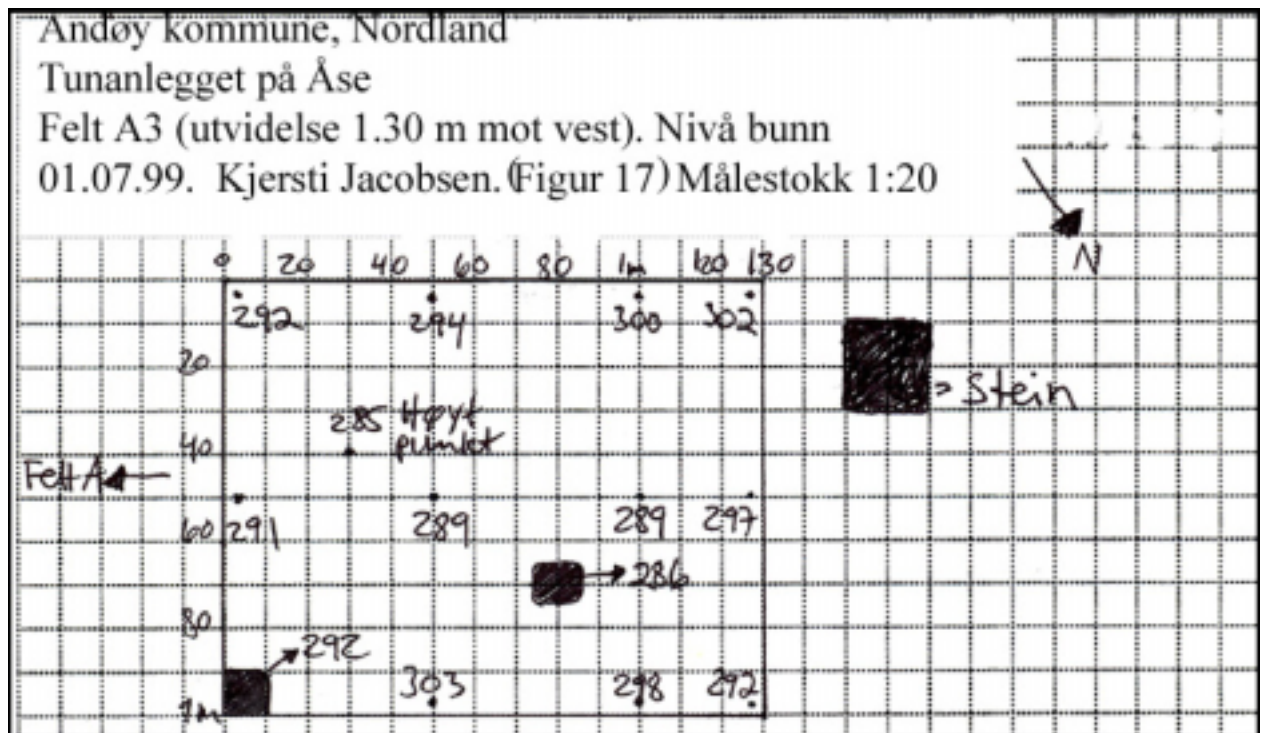 Andøy kommune, Nordland
Tunanlegget på Åse
Felt A3 (utvidelse 1.30 m mot vest). Nivå bunn
01.07.99. Kjersti Jacobsen. (Figur 17) Målestokk 1:20
N
0 20 40 60 80 1m 120 130
292 294 300 302
20
= Stein
285 Høyt
punkt
40
Felt A
60 291 289 289 297
286
80
292
303 298 292
1m